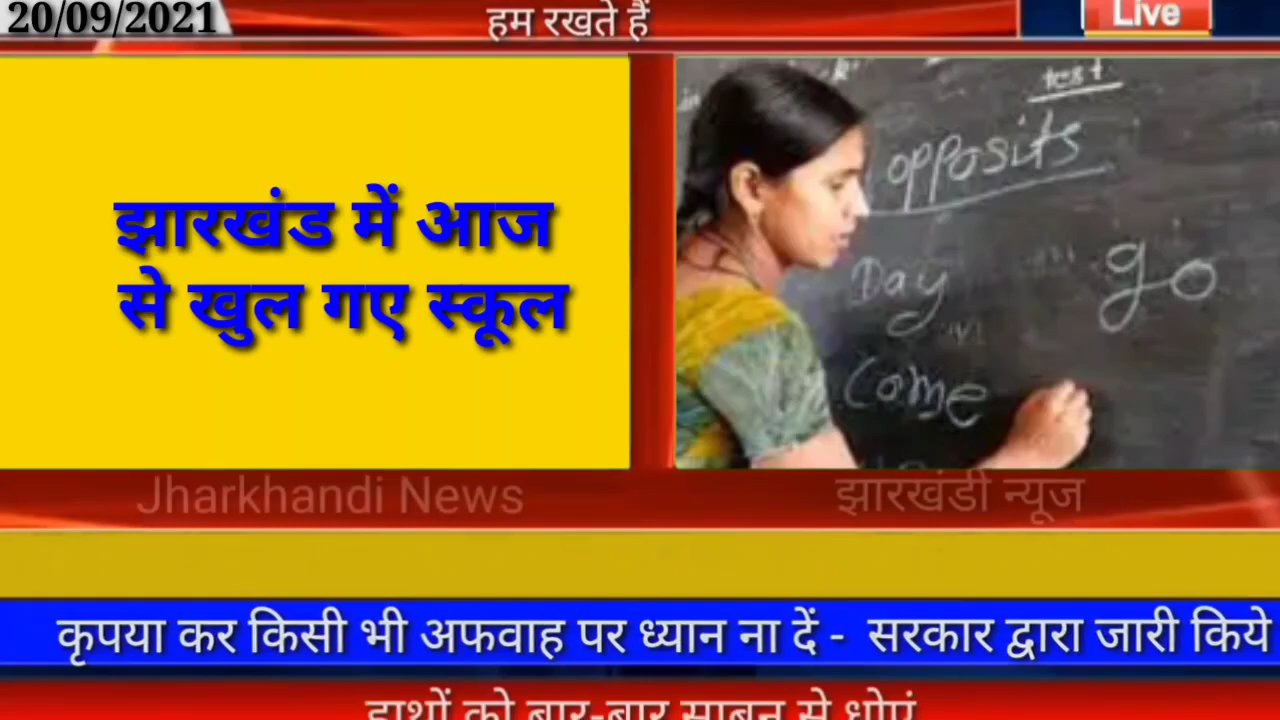 20/09/2021
हम रखते हैं
Live
झारखंड में आज
से खुल गए स्कूल
test
opposits
Day
go
Come
Jharkhandi News
झारखंडी न्यूज
कृपया कर किसी भी अफवाह पर ध्यान ना दें - सरकार द्वारा जारी किये
हाथों को बार-बार साबुन से धोएं